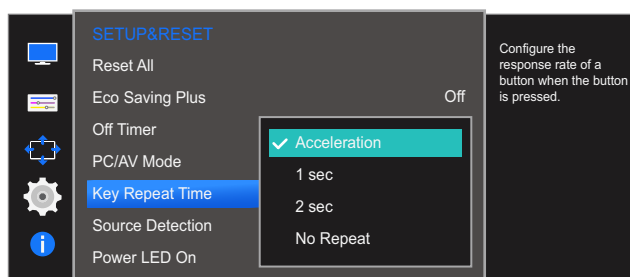 SETUP&RESET
Reset All
Eco Saving Plus Off
Off Timer
PC/AV Mode
Key Repeat Time
Source Detection
Power LED On
Acceleration
1 sec
2 sec
No Repeat
Configure the
response rate of a
button when the button
is pressed.